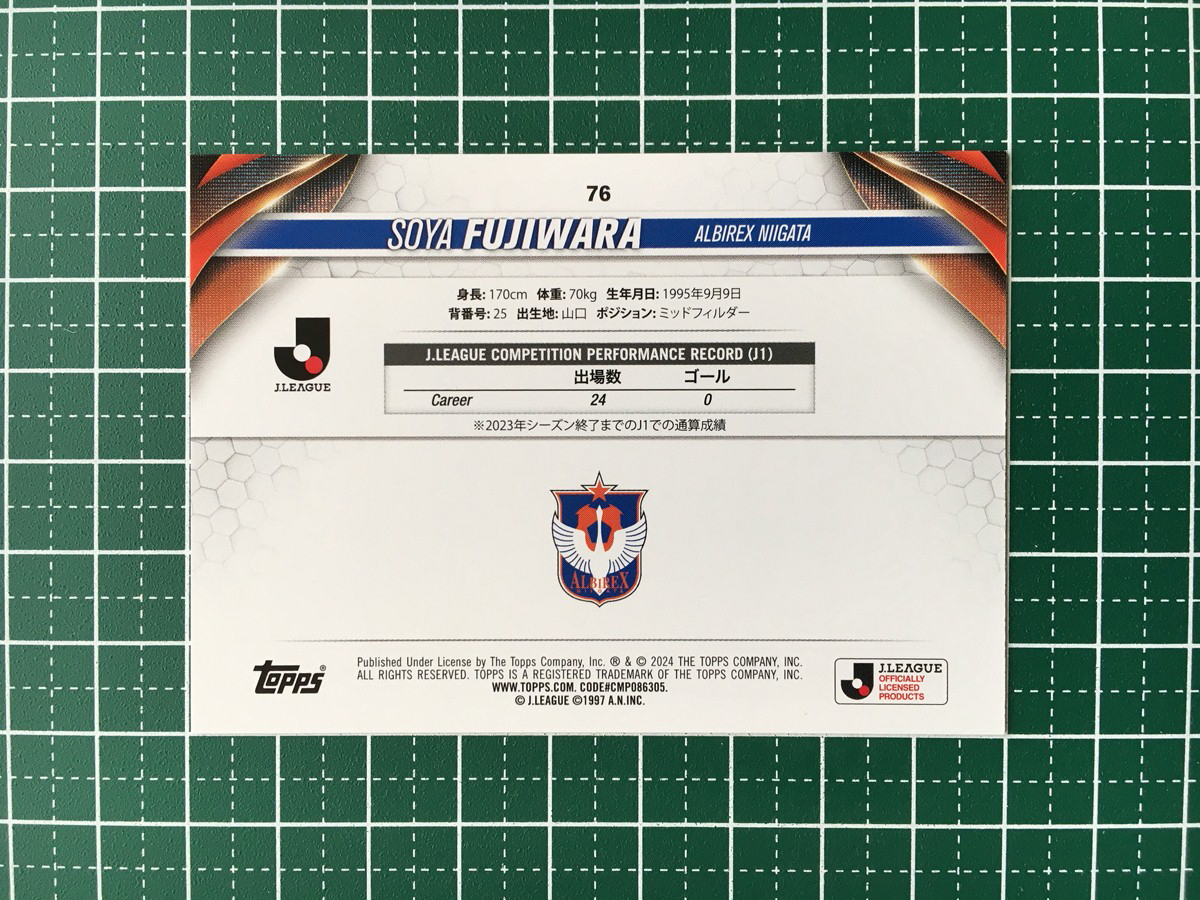 76
SOYA FUJIWARA ALBIREX NIIGATA
身長: 170cm 体重: 70kg 生年月日: 1995年9月9日
背番号: 25 出生地: 山口 ポジション: ミッドフィルダー
J.LEAGUE
J.LEAGUE COMPETITION PERFORMANCE RECORD (J1)
出場数 ゴール
Career 24 0
※2023年シーズン終了までのJ1での通算成績
ALBIREX
Topps®
Published Under License by The Topps Company, Inc. ® & © 2024 THE TOPPS COMPANY, INC.
ALL RIGHTS RESERVED. TOPPS IS A REGISTERED TRADEMARK OF THE TOPPS COMPANY, INC.
WWW.TOPPS.COM. CODE#CMP086305.
© J.LEAGUE ©1997 A.N.INC.
J.LEAGUE
OFFICIALLY
LICENSED
PRODUCTS